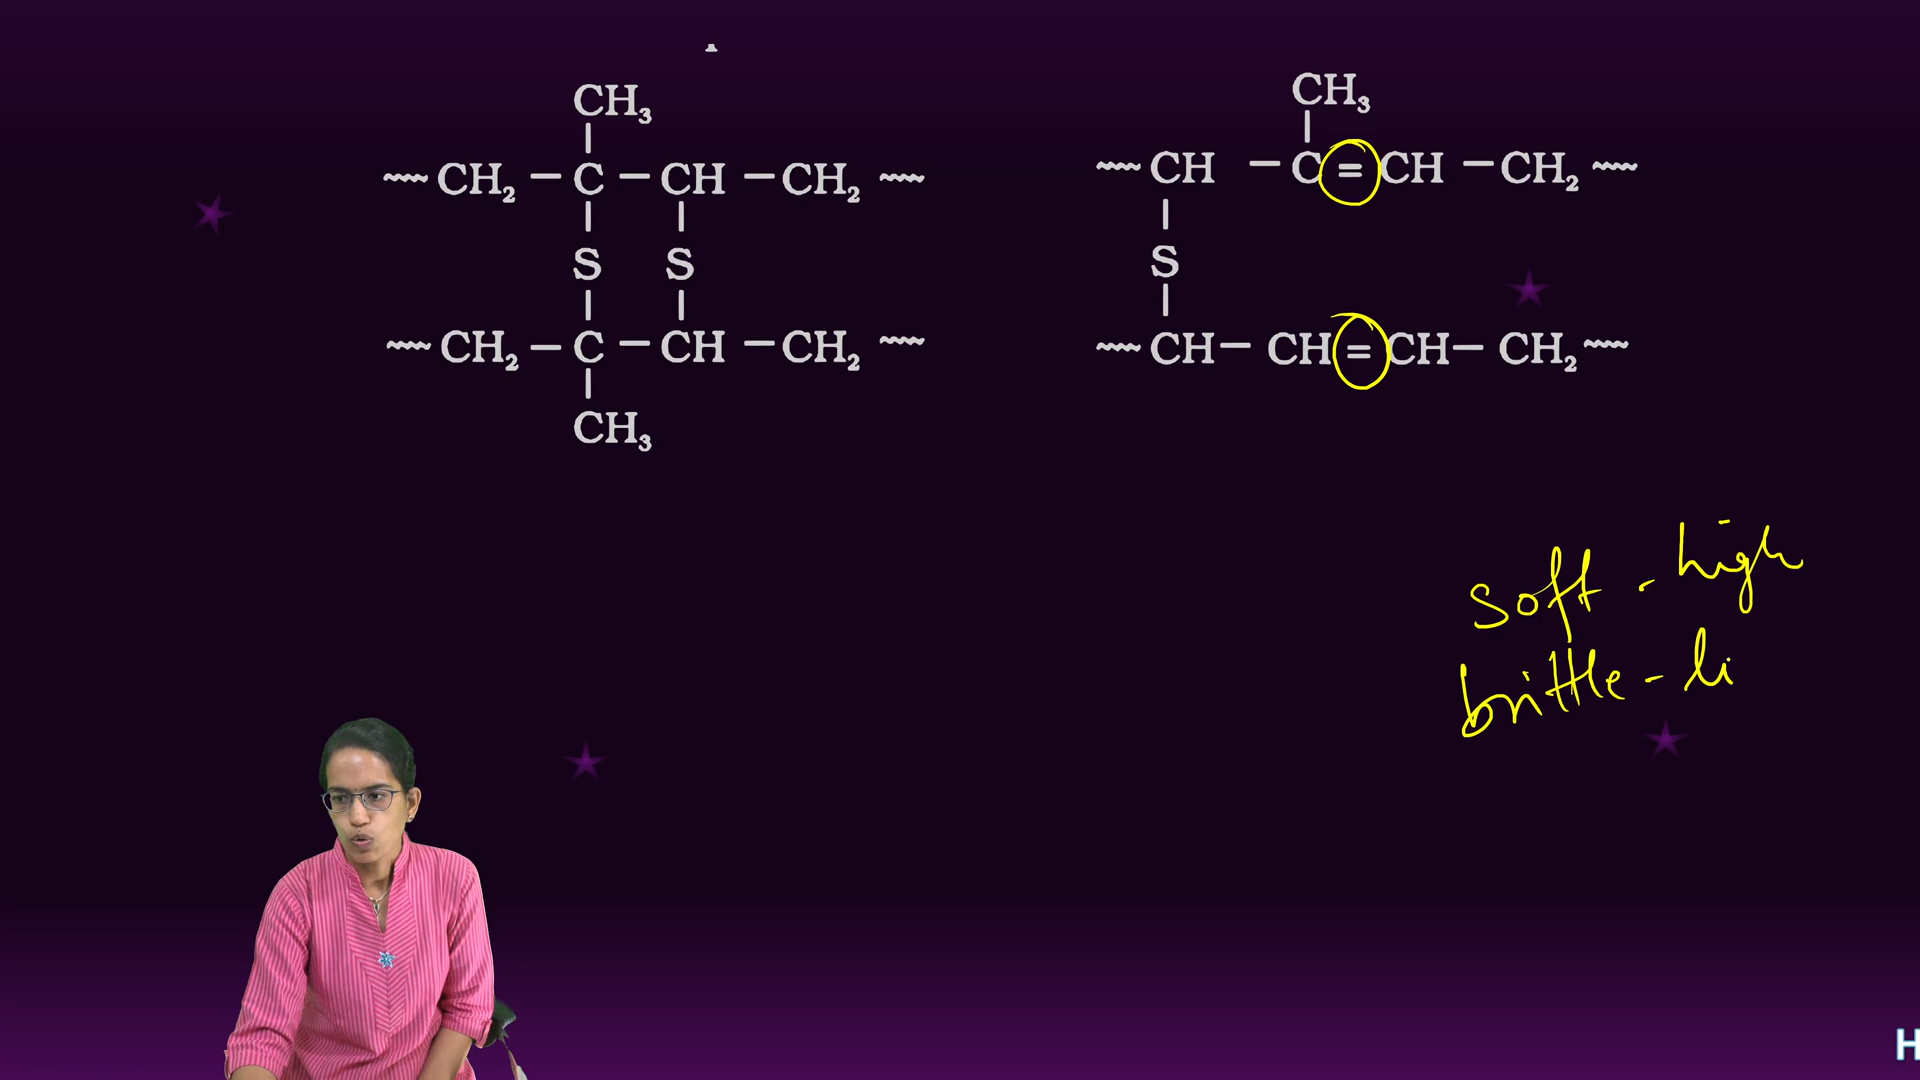 CH₃
~CH₂ – C – CH – CH₂~
S S
~CH₂ – C – CH – CH₂~
CH₃
CH₃
~CH – C = CH – CH₂~
S
~CH – CH = CH – CH₂~
soft - high
brittle - li
H